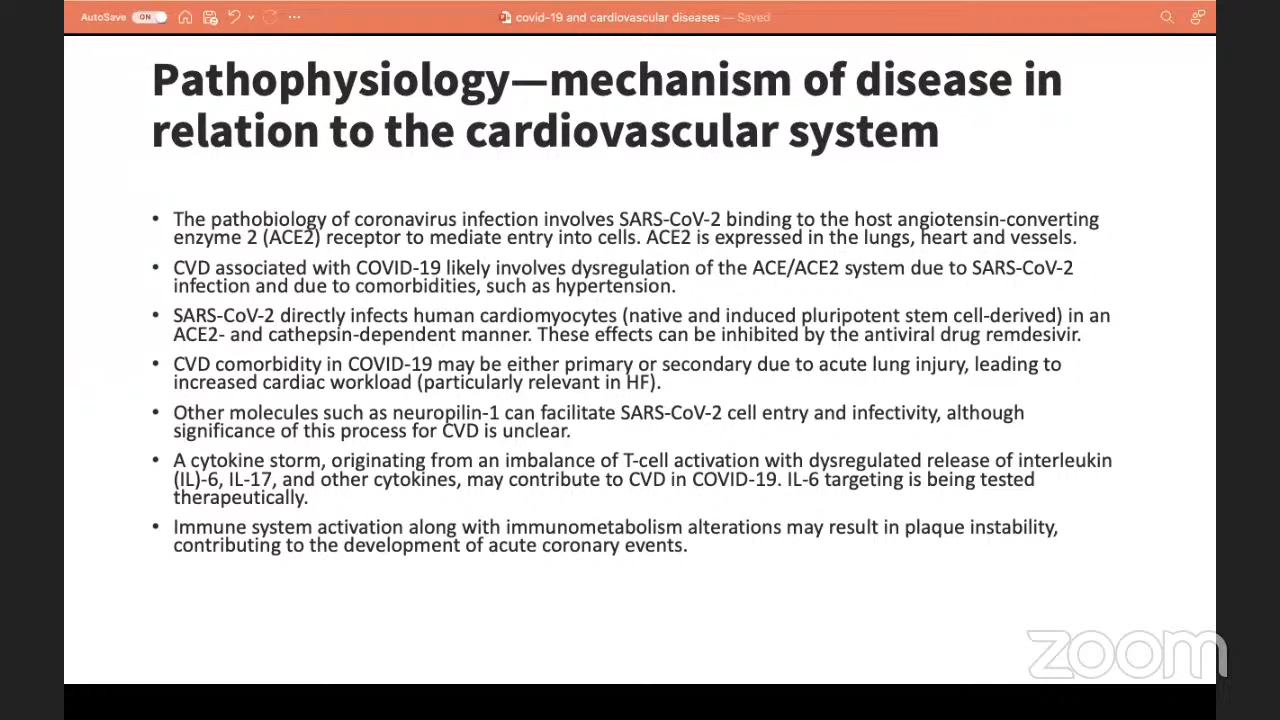 AutoSave ON covid-19 and cardiovascular diseases — Saved
Pathophysiology—mechanism of disease in
relation to the cardiovascular system
• The pathobiology of coronavirus infection involves SARS-CoV-2 binding to the host angiotensin-converting
enzyme 2 (ACE2) receptor to mediate entry into cells. ACE2 is expressed in the lungs, heart and vessels.
• CVD associated with COVID-19 likely involves dysregulation of the ACE/ACE2 system due to SARS-CoV-2
infection and due to comorbidities, such as hypertension.
• SARS-CoV-2 directly infects human cardiomyocytes (native and induced pluripotent stem cell-derived) in an
ACE2- and cathepsin-dependent manner. These effects can be inhibited by the antiviral drug remdesivir.
• CVD comorbidity in COVID-19 may be either primary or secondary due to acute lung injury, leading to
increased cardiac workload (particularly relevant in HF).
• Other molecules such as neuropilin-1 can facilitate SARS-CoV-2 cell entry and infectivity, although
significance of this process for CVD is unclear.
• A cytokine storm, originating from an imbalance of T-cell activation with dysregulated release of interleukin
(IL)-6, IL-17, and other cytokines, may contribute to CVD in COVID-19. IL-6 targeting is being tested
therapeutically.
• Immune system activation along with immunometabolism alterations may result in plaque instability,
contributing to the development of acute coronary events.
zoom